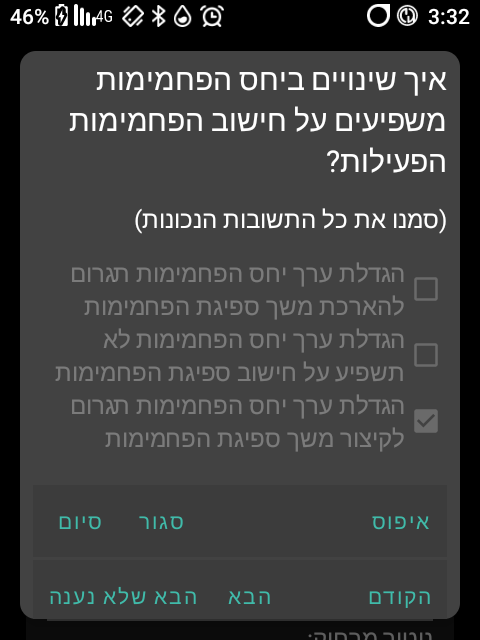 46% 4G 3:32
איך שינויים ביחס הפחמימות
משפיעים על חישוב הפחמימות
הפעילות?
(סמנו את כל התשובות הנכונות)
הגדלת ערך יחס הפחמימות תגרום
להארכת משך ספיגת הפחמימות
הגדלת ערך יחס הפחמימות לא
תשפיע על חישוב ספיגת הפחמימות
הגדלת ערך יחס הפחמימות תגרום
לקיצור משך ספיגת הפחמימות
איפוס סגור סיום
הקודם הבא הבא שלא נענה